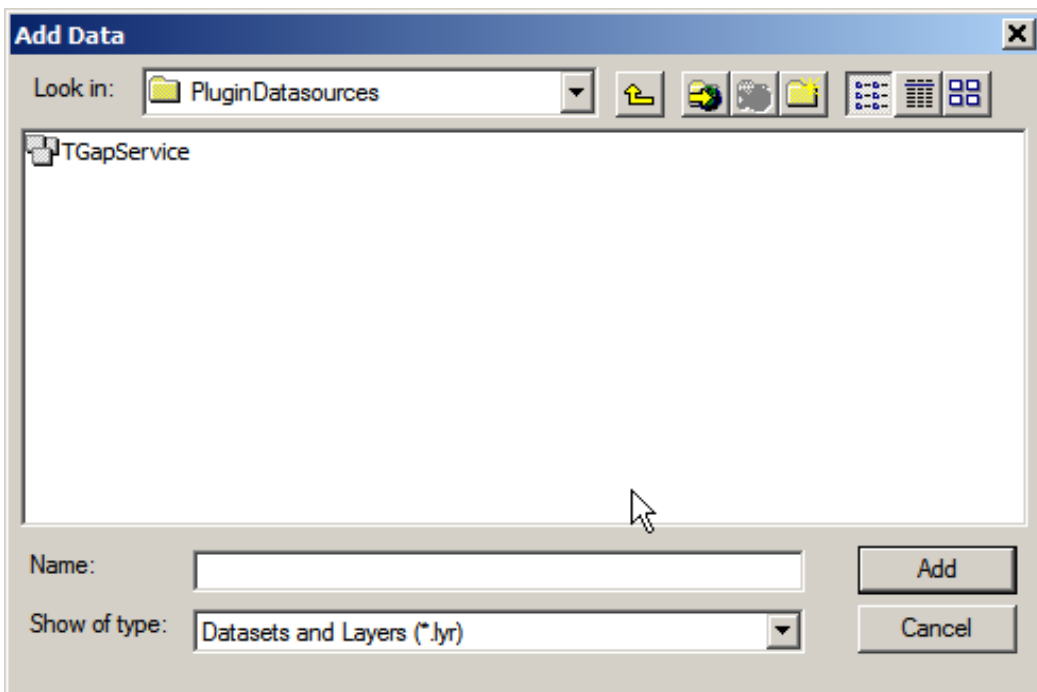 Add Data
Look in: PluginDatasources
TGapService
Name: Add
Show of type: Datasets and Layers (*.lyr) Cancel